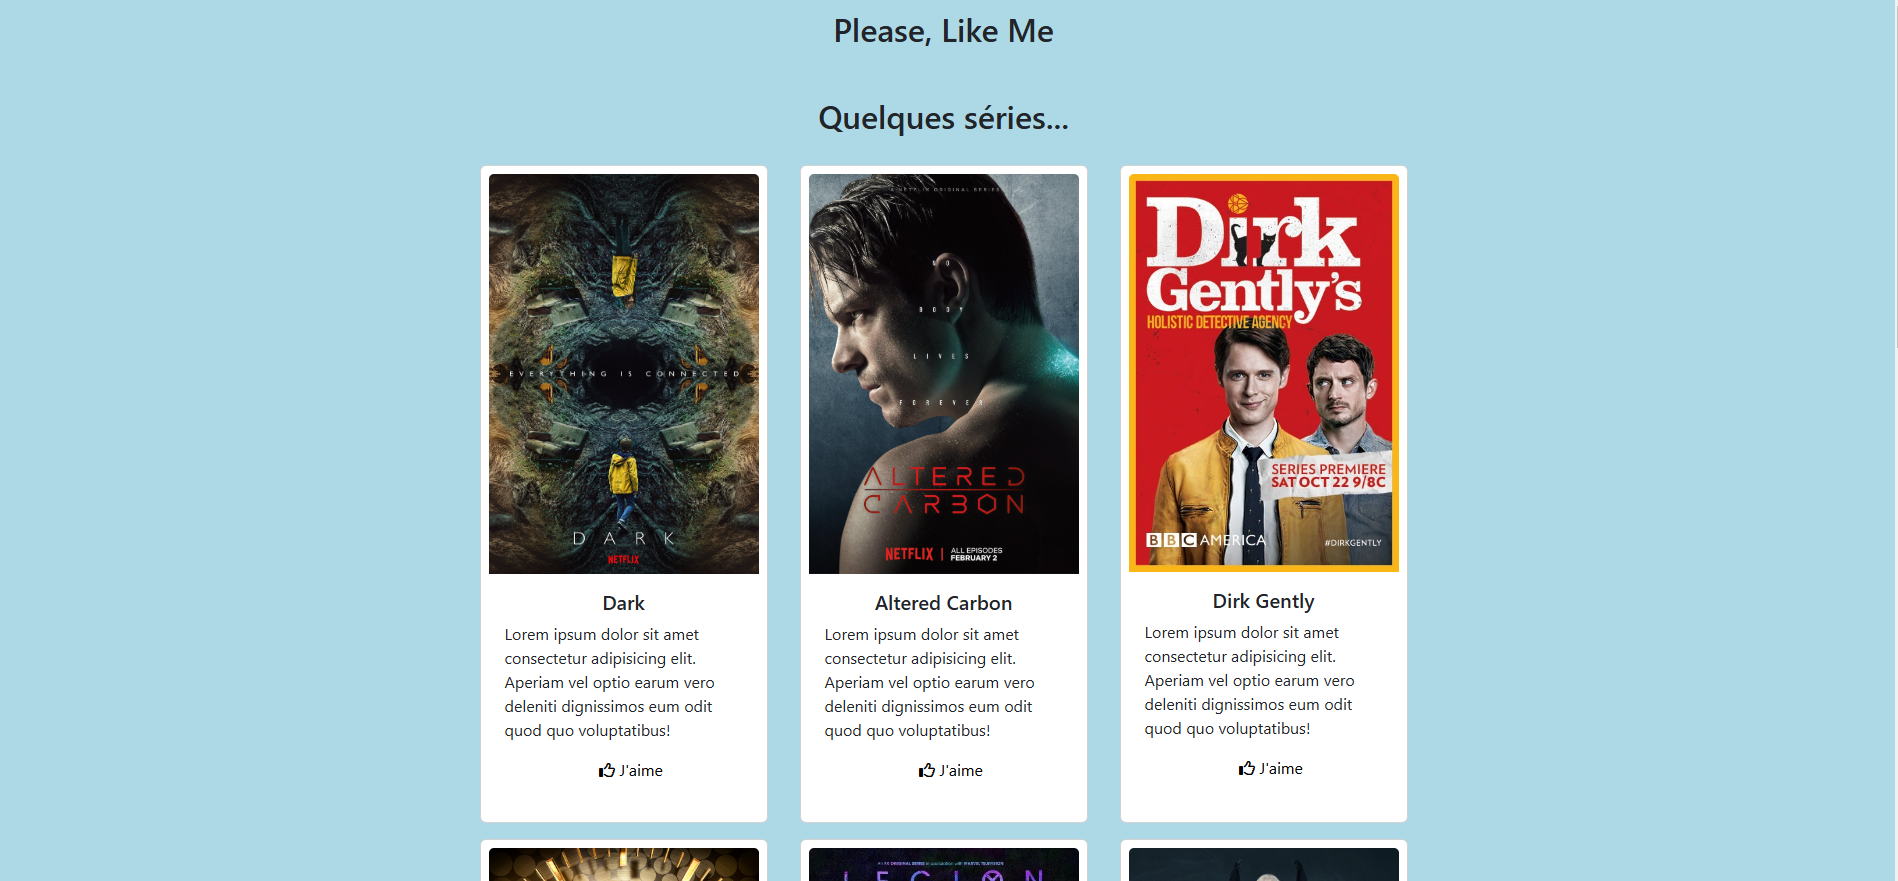 Please, Like Me
Quelques séries...
EVERYTHING IS CONNECTED
DARK
NETFLIX
Dark
Lorem ipsum dolor sit amet
consectetur adipisicing elit.
Aperiam vel optio earum vero
deleniti dignissimos eum odit
quod quo voluptatibus!
J'aime
A NETFLIX ORIGINAL SERIES
NO
BODY
LIVES
FOREVER
ALTERED
CARBON
NETFLIX | ALL EPISODES
FEBRUARY 2
Altered Carbon
Lorem ipsum dolor sit amet
consectetur adipisicing elit.
Aperiam vel optio earum vero
deleniti dignissimos eum odit
quod quo voluptatibus!
J'aime
Dirk
Gently's
HOLISTIC DETECTIVE AGENCY
SERIES PREMIERE
SAT OCT 22 9/8C
BBC AMERICA
#DIRKGENTLY
Dirk Gently
Lorem ipsum dolor sit amet
consectetur adipisicing elit.
Aperiam vel optio earum vero
deleniti dignissimos eum odit
quod quo voluptatibus!
J'aime
LEGION